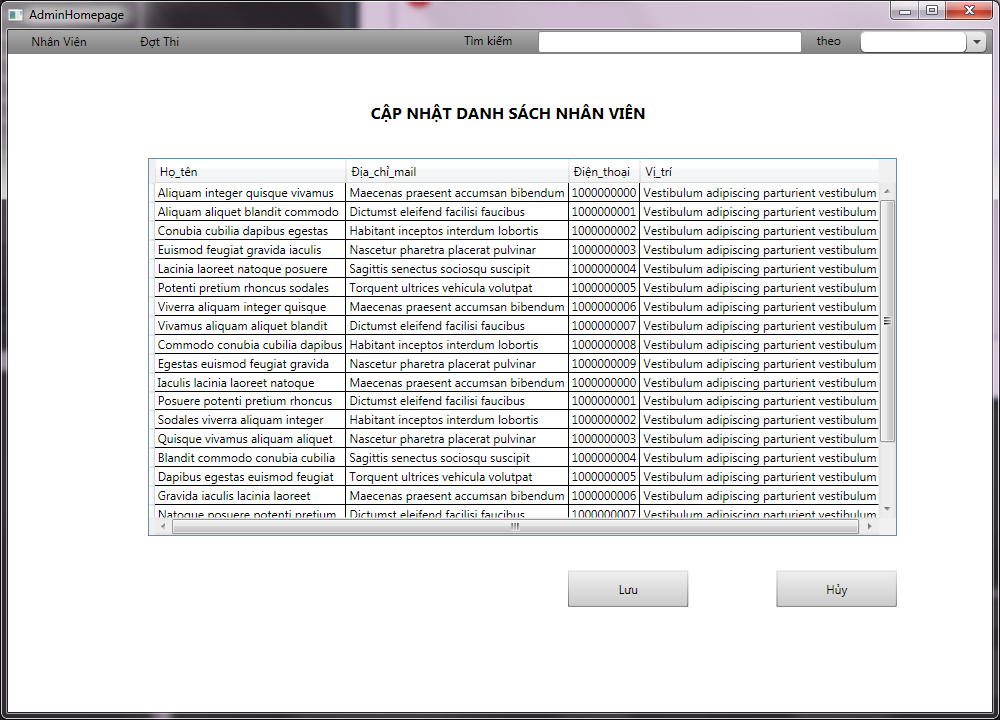 AdminHomepage
Nhân Viên Đợt Thi Tìm kiếm theo
CẬP NHẬT DANH SÁCH NHÂN VIÊN
Họ_tên Địa_chỉ_mail Điện_thoại Vị_trí
Aliquam integer quisque vivamus Maecenas praesent accumsan bibendum 1000000000 Vestibulum adipiscing parturient vestibulum
Aliquam aliquet blandit commodo Dictumst eleifend facilisi faucibus 1000000001 Vestibulum adipiscing parturient vestibulum
Conubia cubilia dapibus egestas Habitant inceptos interdum lobortis 1000000002 Vestibulum adipiscing parturient vestibulum
Euismod feugiat gravida iaculis Nascetur pharetra placerat pulvinar 1000000003 Vestibulum adipiscing parturient vestibulum
Lacinia laoreet natoque posuere Sagittis senectus sociosqu suscipit 1000000004 Vestibulum adipiscing parturient vestibulum
Potenti pretium rhoncus sodales Torquent ultrices vehicula volutpat 1000000005 Vestibulum adipiscing parturient vestibulum
Viverra aliquam integer quisque Maecenas praesent accumsan bibendum 1000000006 Vestibulum adipiscing parturient vestibulum
Vivamus aliquam aliquet blandit Dictumst eleifend facilisi faucibus 1000000007 Vestibulum adipiscing parturient vestibulum
Commodo conubia cubilia dapibus Habitant inceptos interdum lobortis 1000000008 Vestibulum adipiscing parturient vestibulum
Egestas euismod feugiat gravida Nascetur pharetra placerat pulvinar 1000000009 Vestibulum adipiscing parturient vestibulum
Iaculis lacinia laoreet natoque Maecenas praesent accumsan bibendum 1000000000 Vestibulum adipiscing parturient vestibulum
Posuere potenti pretium rhoncus Dictumst eleifend facilisi faucibus 1000000001 Vestibulum adipiscing parturient vestibulum
Sodales viverra aliquam integer Habitant inceptos interdum lobortis 1000000002 Vestibulum adipiscing parturient vestibulum
Quisque vivamus aliquam aliquet Nascetur pharetra placerat pulvinar 1000000003 Vestibulum adipiscing parturient vestibulum
Blandit commodo conubia cubilia Sagittis senectus sociosqu suscipit 1000000004 Vestibulum adipiscing parturient vestibulum
Dapibus egestas euismod feugiat Torquent ultrices vehicula volutpat 1000000005 Vestibulum adipiscing parturient vestibulum
Gravida iaculis lacinia laoreet Maecenas praesent accumsan bibendum 1000000006 Vestibulum adipiscing parturient vestibulum
Natoque posuere potenti pretium Dictumst eleifend facilisi faucibus 1000000007 Vestibulum adipiscing parturient vestibulum
Lưu Hủy